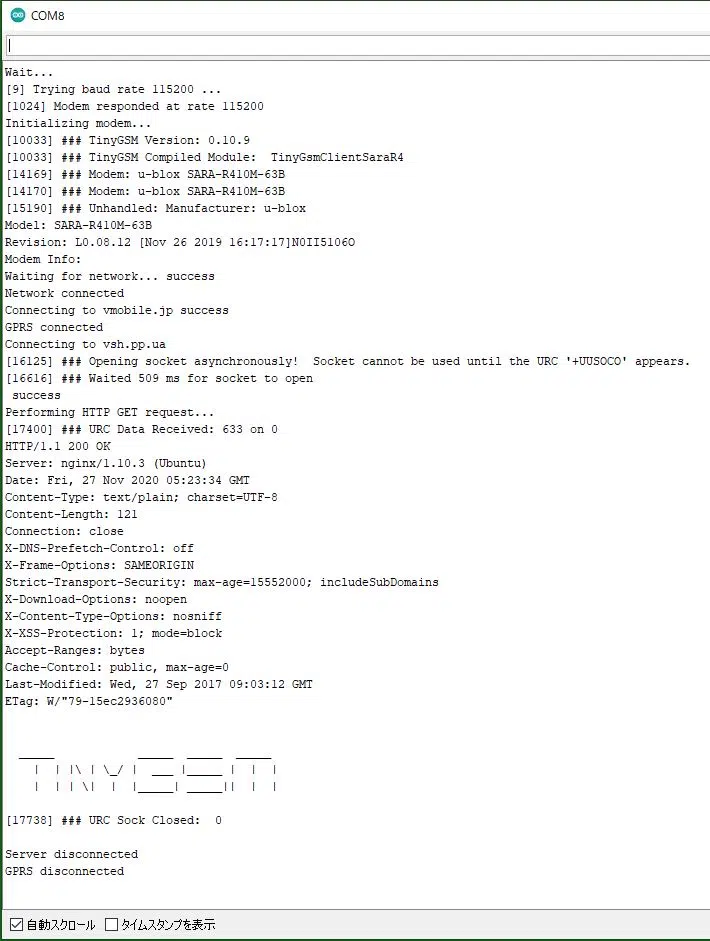 COM8
Wait...
[9] Trying baud rate 115200 ...
[1024] Modem responded at rate 115200
Initializing modem...
[10033] ### TinyGSM Version: 0.10.9
[10033] ### TinyGSM Compiled Module:  TinyGsmClientSaraR4
[14169] ### Modem: u-blox SARA-R410M-63B
[14170] ### Modem: u-blox SARA-R410M-63B
[15190] ### Unhandled: Manufacturer: u-blox
Model: SARA-R410M-63B
Revision: L0.08.12 [Nov 26 2019 16:17:17]N0II5106O
Modem Info:
Waiting for network... success
Network connected
Connecting to vmobile.jp success
GPRS connected
Connecting to vsh.pp.ua
[16125] ### Opening socket asynchronously!  Socket cannot be used until the URC '+UUSOCO' appears.
[16616] ### Waited 509 ms for socket to open
 success
Performing HTTP GET request...
[17400] ### URC Data Received: 633 on 0
HTTP/1.1 200 OK
Server: nginx/1.10.3 (Ubuntu)
Date: Fri, 27 Nov 2020 05:23:34 GMT
Content-Type: text/plain; charset=UTF-8
Content-Length: 121
Connection: close
X-DNS-Prefetch-Control: off
X-Frame-Options: SAMEORIGIN
Strict-Transport-Security: max-age=15552000; includeSubDomains
X-Download-Options: noopen
X-Content-Type-Options: nosniff
X-XSS-Protection: 1; mode=block
Accept-Ranges: bytes
Cache-Control: public, max-age=0
Last-Modified: Wed, 27 Sep 2017 09:03:12 GMT
ETag: W/"79-15ec2936080"
TINYGSM
[17738] ### URC Sock Closed:  0
Server disconnected
GPRS disconnected
自動スクロール タイムスタンプを表示